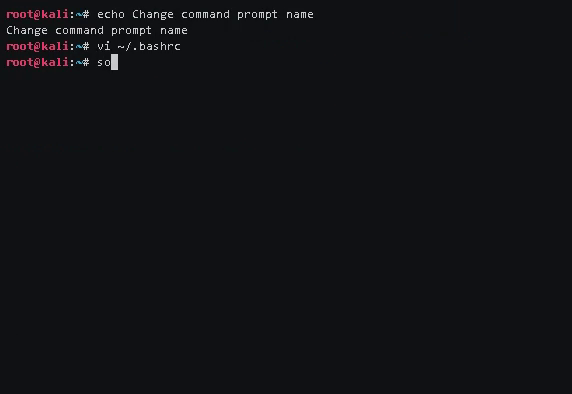 root@kali:~# echo Change command prompt name
Change command prompt name
root@kali:~# vi ~/.bashrc
root@kali:~# so